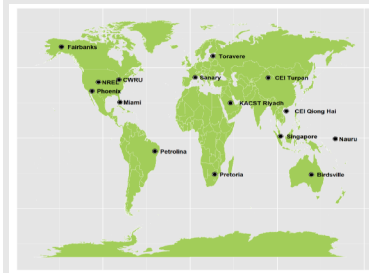 Fairbanks
Toravere
NREL
CWRU
Sanary
CEI Turpan
Phoenix
Miami
KACST Riyadh
CEI Qiong Hai
Singapore
Nauru
Petrolina
Pretoria
Birdsville